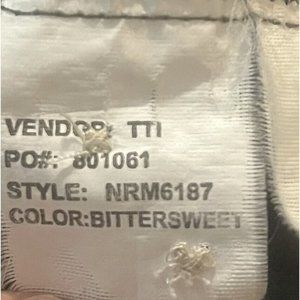 VENDOR: TTI
PO#: 801061
STYLE: NRM6187
COLOR:BITTERSWEET